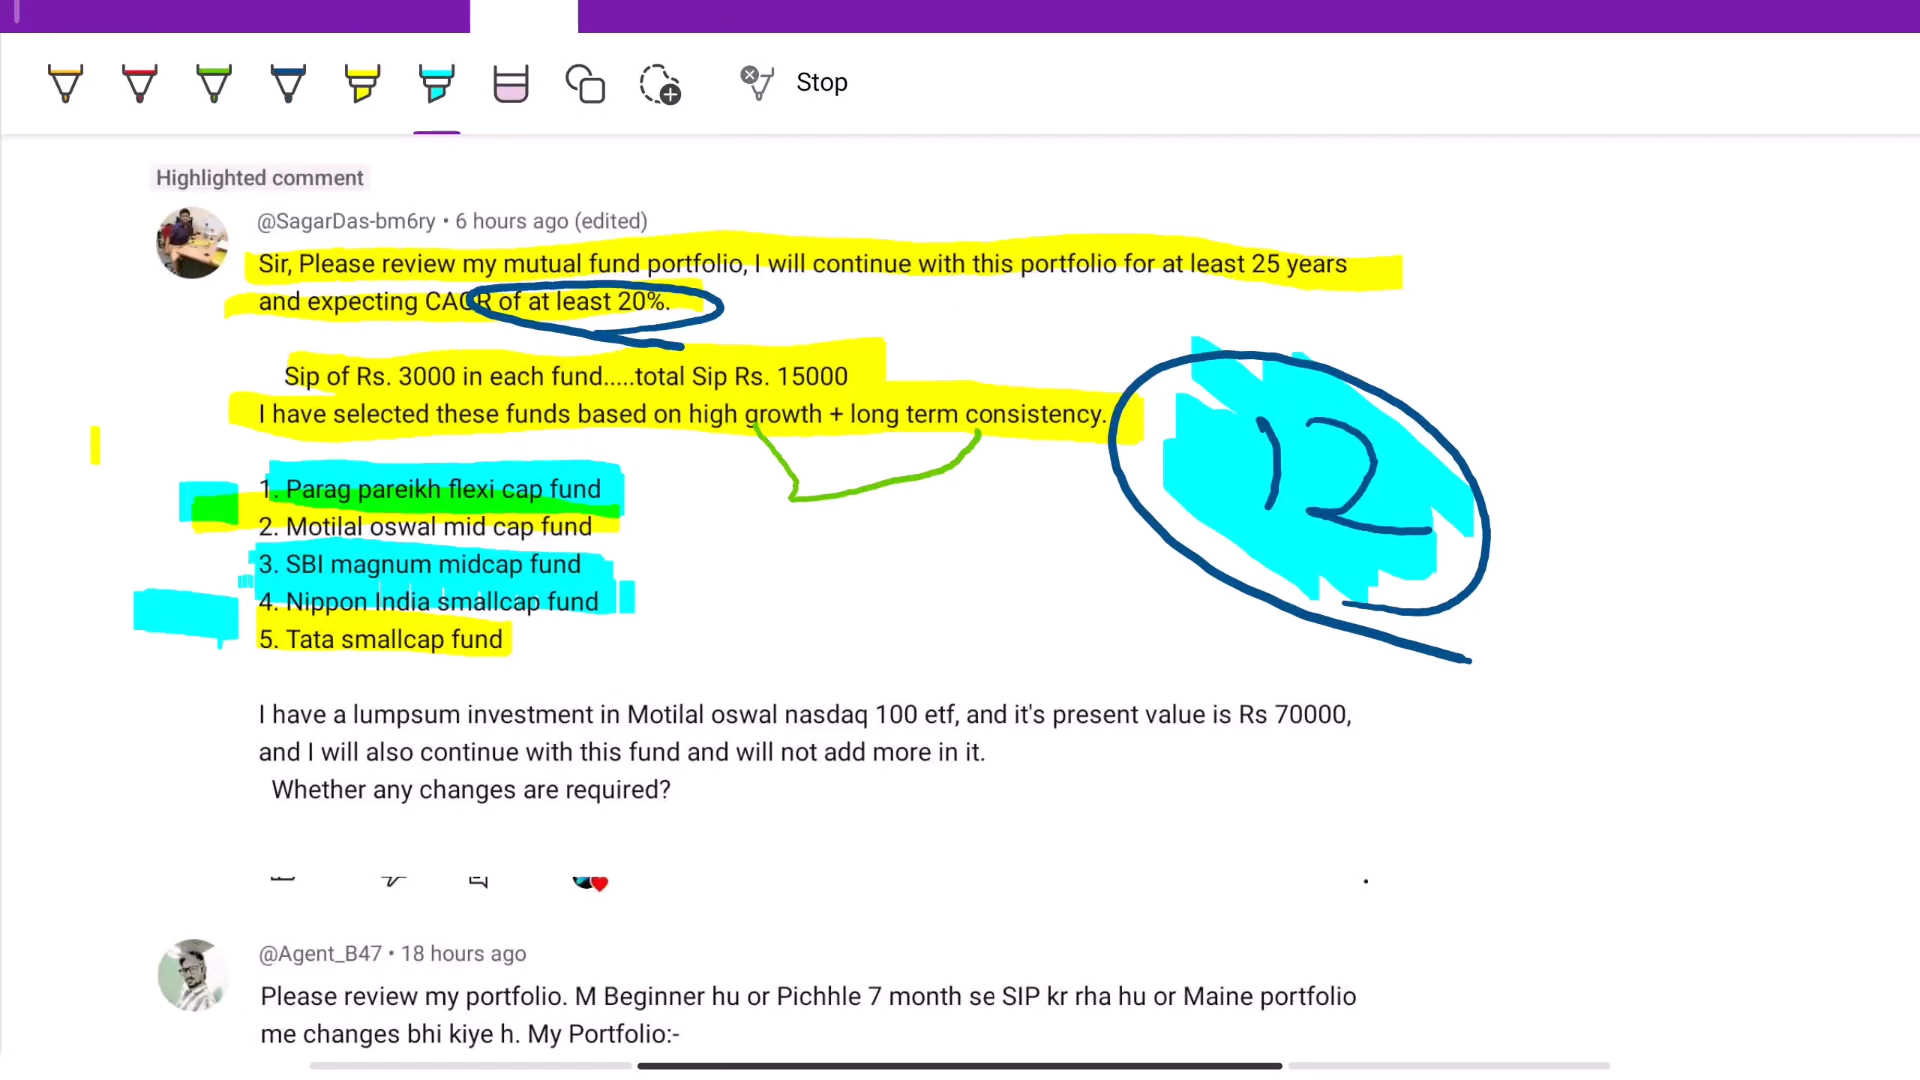 Stop
Highlighted comment
@SagarDas-bm6ry • 6 hours ago (edited)
Sir, Please review my mutual fund portfolio, I will continue with this portfolio for at least 25 years
and expecting CAGR of at least 20%.
Sip of Rs. 3000 in each fund.....total Sip Rs. 15000
I have selected these funds based on high growth + long term consistency.
12
1. Parag pareikh flexi cap fund
2. Motilal oswal mid cap fund
3. SBI magnum midcap fund
4. Nippon India smallcap fund
5. Tata smallcap fund
I have a lumpsum investment in Motilal oswal nasdaq 100 etf, and it's present value is Rs 70000,
and I will also continue with this fund and will not add more in it.
Whether any changes are required?
@Agent_B47 • 18 hours ago
Please review my portfolio. M Beginner hu or Pichhle 7 month se SIP kr rha hu or Maine portfolio
me changes bhi kiye h. My Portfolio:-